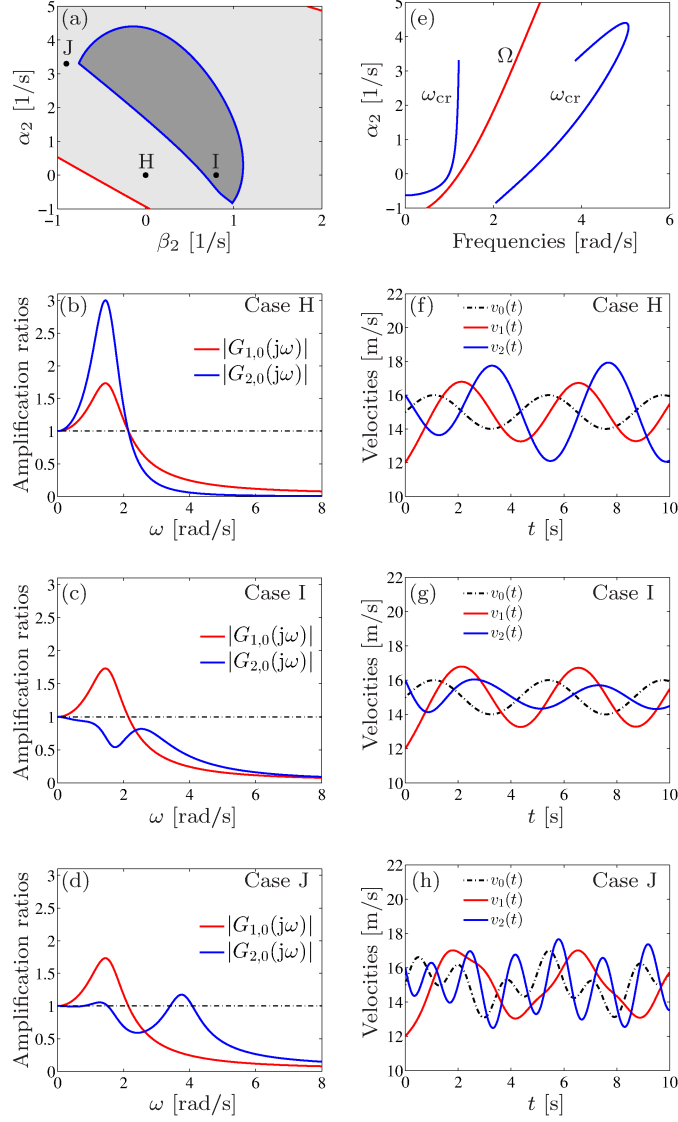 (a)
J
H
I
5
4
3
2
1
0
−1
−1
0
1
2
α₂ [1/s]
β₂ [1/s]
(e)
Ω
ω_cr
ω_cr
5
4
3
2
1
0
−1
0
2
4
6
α₂ [1/s]
Frequencies [rad/s]
(b)
Case H
|G₁,₀(jω)|
|G₂,₀(jω)|
3
2.5
2
1.5
1
0.5
0
0
2
4
6
8
Amplification ratios
ω [rad/s]
(f)
Case H
v₀(t)
v₁(t)
v₂(t)
22
20
18
16
14
12
10
0
2
4
6
8
10
Velocities [m/s]
t [s]
(c)
Case I
|G₁,₀(jω)|
|G₂,₀(jω)|
3
2.5
2
1.5
1
0.5
0
0
2
4
6
8
Amplification ratios
ω [rad/s]
(g)
Case I
v₀(t)
v₁(t)
v₂(t)
22
20
18
16
14
12
10
0
2
4
6
8
10
Velocities [m/s]
t [s]
(d)
Case J
|G₁,₀(jω)|
|G₂,₀(jω)|
3
2.5
2
1.5
1
0.5
0
0
2
4
6
8
Amplification ratios
ω [rad/s]
(h)
Case J
v₀(t)
v₁(t)
v₂(t)
22
20
18
16
14
12
10
0
2
4
6
8
10
Velocities [m/s]
t [s]